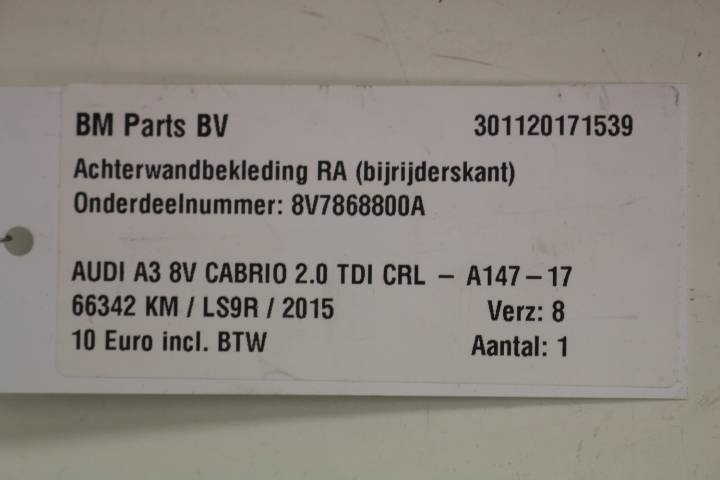 BM Parts BV 301120171539
Achterwandbekleding RA (bijrijderskant)
Onderdeelnummer: 8V7868800A
AUDI A3 8V CABRIO 2.0 TDI CRL – A147–17
66342 KM / LS9R / 2015 Verz: 8
10 Euro incl. BTW Aantal: 1